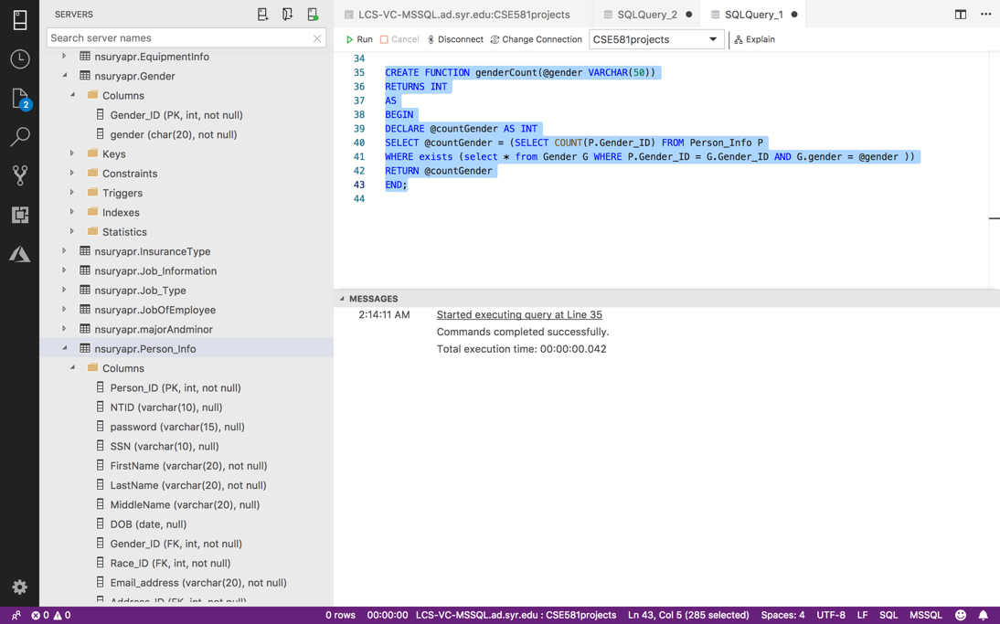 SERVERS
Search server names
nsuryapr.EquipmentInfo
nsuryapr.Gender
Columns
Gender_ID (PK, int, not null)
gender (char(20), not null)
Keys
Constraints
Triggers
Indexes
Statistics
nsuryapr.InsuranceType
nsuryapr.Job_Information
nsuryapr.Job_Type
nsuryapr.JobOfEmployee
nsuryapr.majorAndminor
nsuryapr.Person_Info
Columns
Person_ID (PK, int, not null)
NTID (varchar(10), null)
password (varchar(15), null)
SSN (varchar(10), null)
FirstName (varchar(20), not null)
LastName (varchar(20), not null)
MiddleName (varchar(20), null)
DOB (date, null)
Gender_ID (FK, int, not null)
Race_ID (FK, int, not null)
Email_address (varchar(20), not null)
Address_ID (FK, int, not null)
2
LCS-VC-MSSQL.ad.syr.edu:CSE581projects SQLQuery_2 SQLQuery_1
Run Cancel Disconnect Change Connection CSE581projects Explain
34
35 CREATE FUNCTION genderCount(@gender VARCHAR(50))
36 RETURNS INT
37 AS
38 BEGIN
39 DECLARE @countGender AS INT
40 SELECT @countGender = (SELECT COUNT(P.Gender_ID) FROM Person_Info P
41 WHERE exists (select * from Gender G WHERE P.Gender_ID = G.Gender_ID AND G.gender = @gender ))
42 RETURN @countGender
43 END;
44
MESSAGES
2:14:11 AM Started executing query at Line 35
Commands completed successfully.
Total execution time: 00:00:00.042
0 0 0 rows 00:00:00 LCS-VC-MSSQL.ad.syr.edu : CSE581projects Ln 43, Col 5 (285 selected) Spaces: 4 UTF-8 LF SQL MSSQL